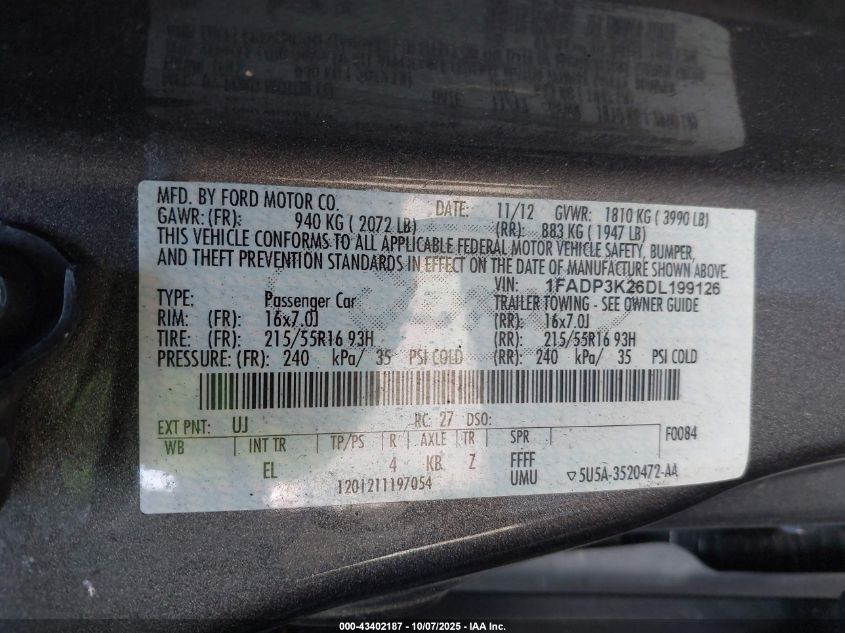 MFD. BY FORD MOTOR CO. DATE: 11/12 GVWR: 1810 KG ( 3990 LB)
GAWR: (FR): 940 KG ( 2072 LB) (RR): 883 KG ( 1947 LB)
THIS VEHICLE CONFORMS TO ALL APPLICABLE FEDERAL MOTOR VEHICLE SAFETY, BUMPER,
AND THEFT PREVENTION STANDARDS IN EFFECT ON THE DATE OF MANUFACTURE SHOWN ABOVE.
VIN: 1FADP3K26DL199126
TYPE: Passenger Car TRAILER TOWING - SEE OWNER GUIDE
RIM: (FR): 16x7.0J (RR): 16x7.0J
TIRE: (FR): 215/55R16 93H (RR): 215/55R16 93H
PRESSURE: (FR): 240 kPa/ 35 PSI COLD (RR): 240 kPa/ 35 PSI COLD
EXT PNT: UJ RC: 27 DSO: F0084
WB INT TR TP/PS R AXLE TR SPR
EL 4 KB Z FFFF
UMU
1201211197054 ▽5U5A-3520472-AA
000-43402187 - 10/07/2025 - IAA Inc.